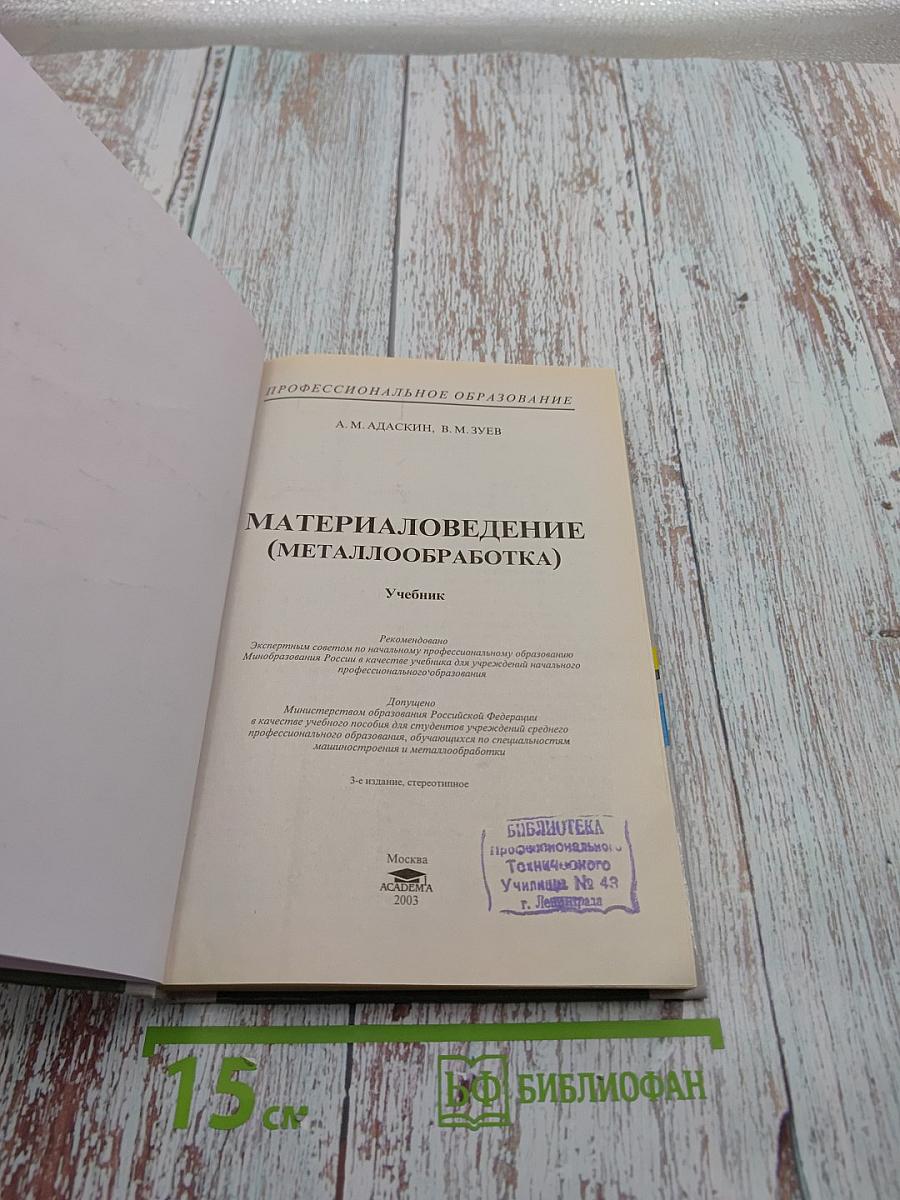 ПРОФЕССИОНАЛЬНОЕ ОБРАЗОВАНИЕ
А. М. АДАСКИН, В. М. ЗУЕВ
МАТЕРИАЛОВЕДЕНИЕ
(МЕТАЛЛООБРАБОТКА)
Учебник
Рекомендовано
Экспертным советом по начальному профессиональному образованию
Минобразования России в качестве учебника для учреждений начального
профессионального образования
Допущено
Министерством образования Российской Федерации
в качестве учебного пособия для студентов учреждений среднего
профессионального образования, обучающихся по специальностям
машиностроения и металлообработки
3-е издание, стереотипное
Москва
ACADEMA
2003
БИБЛИОТЕКА
Профессионального
Технического
Училища № 43
г. Ленинграда
15 см
БФ БИБЛИОФАН